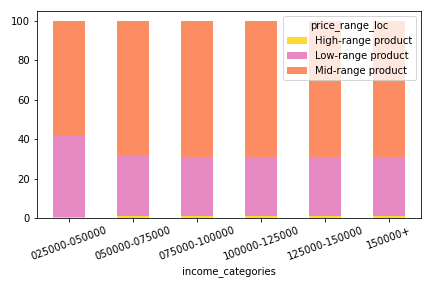 100
80
60
40
20
0
price_range_loc
High-range product
Low-range product
Mid-range product
025000-050000
050000-075000
075000-100000
100000-125000
125000-150000
150000+
income_categories